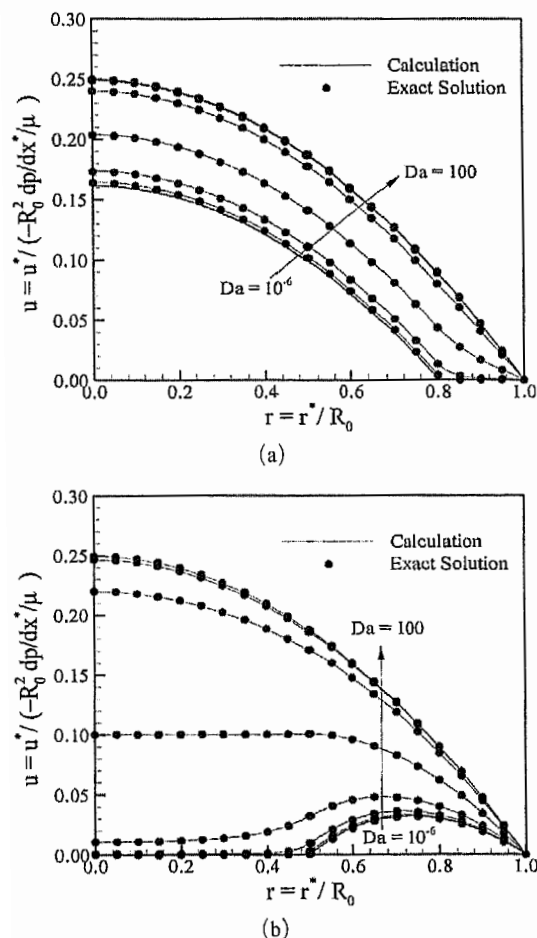 0.30
0.25
0.20
0.15
0.10
0.05
0.00
u = u*/ (-R₀² dp/dx*/μ)
Calculation
Exact Solution
Da = 100
Da = 10⁻⁶
0.0 0.2 0.4 0.6 0.8 1.0
r = r*/ R₀
(a)
0.30
0.25
0.20
0.15
0.10
0.05
0.00
u = u*/ (-R₀² dp/dx*/μ)
Calculation
Exact Solution
Da = 100
Da = 10⁻⁶
0.0 0.2 0.4 0.6 0.8 1.0
r = r*/ R₀
(b)